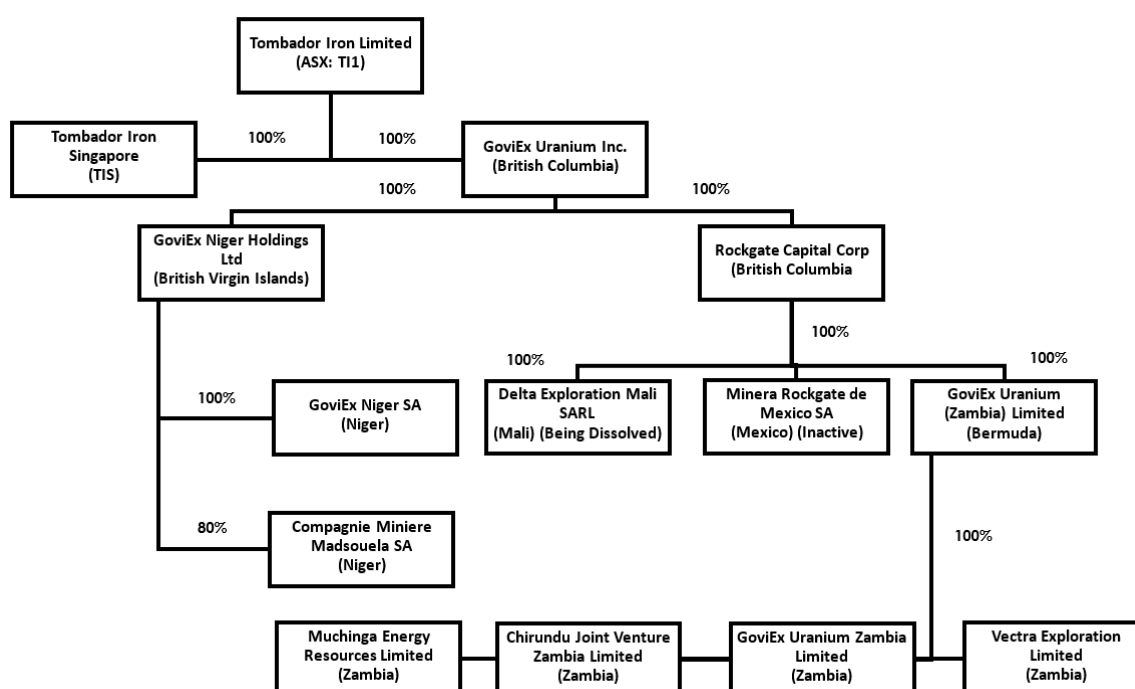 Tombador Iron Limited
(ASX: TI1)
100%
100%
Tombador Iron
Singapore
(TIS)
GoviEx Uranium Inc.
(British Columbia)
100%
100%
GoviEx Niger Holdings
Ltd
(British Virgin Islands)
Rockgate Capital Corp
(British Columbia
100%
100%
100%
100%
GoviEx Niger SA
(Niger)
Delta Exploration Mali
SARL
(Mali) (Being Dissolved)
Minera Rockgate de
Mexico SA
(Mexico) (Inactive)
GoviEx Uranium
(Zambia) Limited
(Bermuda)
80%
Compagnie Miniere
Madsouela SA
(Niger)
100%
Muchinga Energy
Resources Limited
(Zambia)
Chirundu Joint Venture
Zambia Limited
(Zambia)
GoviEx Uranium Zambia
Limited
(Zambia)
Vectra Exploration
Limited
(Zambia)